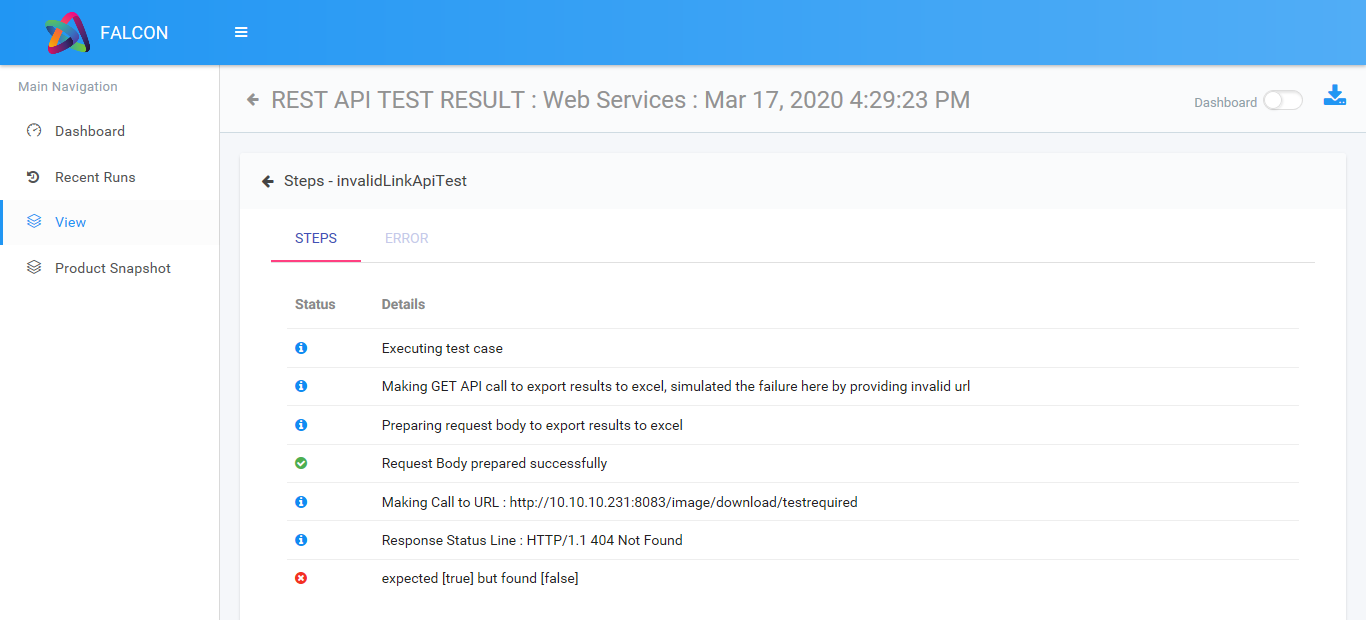 FALCON
Main Navigation
Dashboard
Recent Runs
View
Product Snapshot
REST API TEST RESULT : Web Services : Mar 17, 2020 4:29:23 PM
Dashboard
Steps - invalidLinkApiTest
STEPS ERROR
Status Details
Executing test case
Making GET API call to export results to excel, simulated the failure here by providing invalid url
Preparing request body to export results to excel
Request Body prepared successfully
Making Call to URL : http://10.10.10.231:8083/image/download/testrequired
Response Status Line : HTTP/1.1 404 Not Found
expected [true] but found [false]